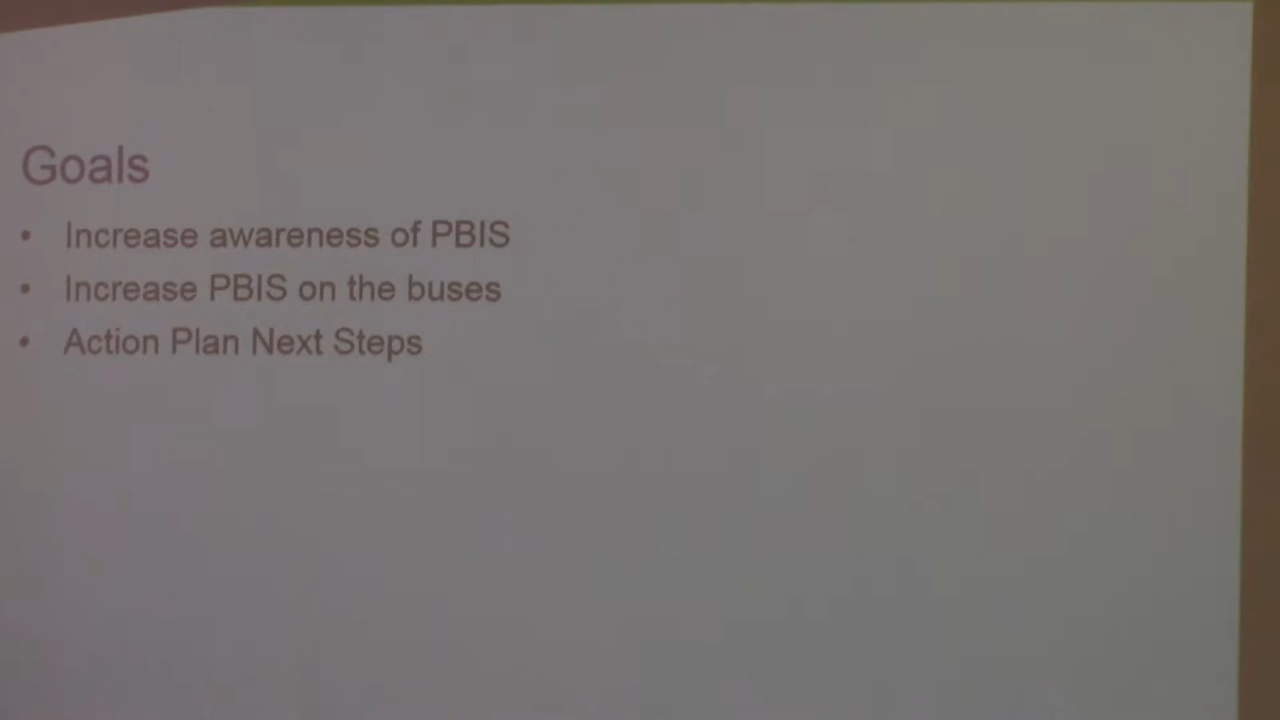 Goals
• Increase awareness of PBIS
• Increase PBIS on the buses
• Action Plan Next Steps